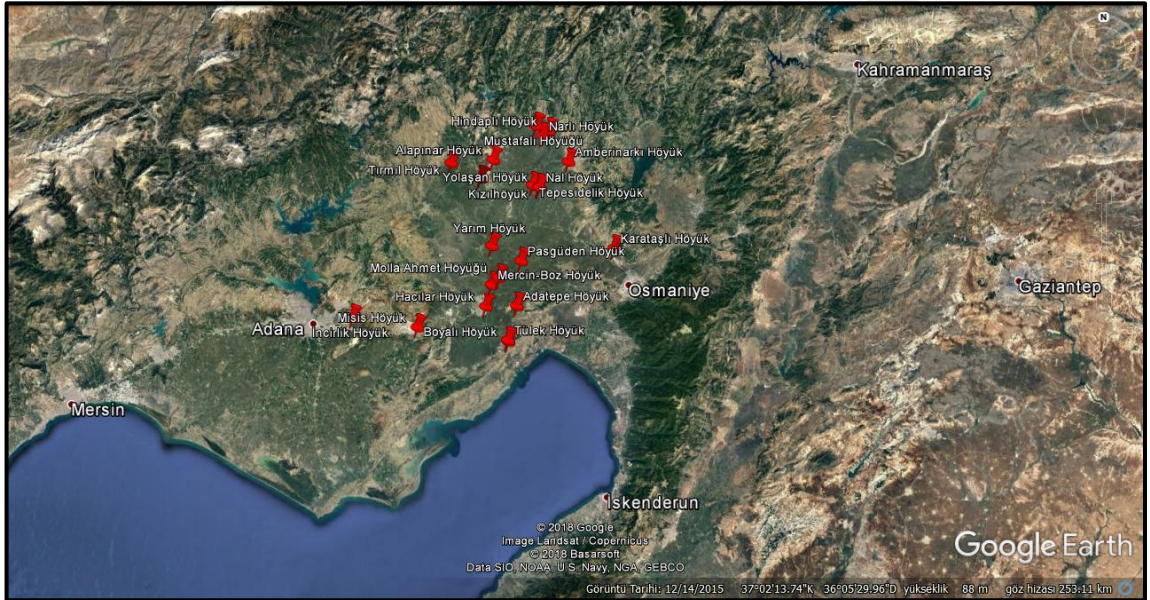 N
Kahramanmaraş
Hindaplı Höyük
Narlı Höyük
Mustafalı Höyüğü
Alapınar Höyük
Amberinarkı Höyük
Tırmıl Höyük
Yolaşan Höyük
Nal Höyük
Kızılhöyük
Tepesidelik Höyük
Yarım Höyük
Karataşlı Höyük
Pasgüden Höyük
Molla Ahmet Höyüğü
Mercin-Boz Höyük
Osmaniye
Gaziantep
Hacılar Höyük
Adatepe Höyük
Misis Höyük
Adana
İncirlik Höyük
Boyalı Höyük
Tülek Höyük
Mersin
İskenderun
© 2018 Google
Image Landsat / Copernicus
© 2018 Basarsoft
Data SIO, NOAA, U.S. Navy, NGA, GEBCO
Google Earth
Görüntü Tarihi: 12/14/2015 37°02'13.74"K 36°05'29.96"D yükseklik 88 m göz hizası 253.11 km